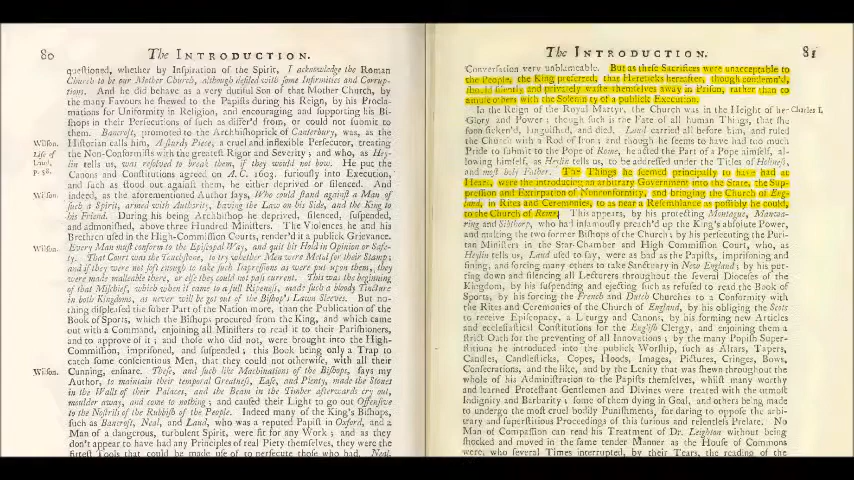 80
The INTRODUCTION.
questioned, whether by Inspiration of the Spirit, I acknowledge the Roman
Church to be our Mother Church, although defiled with some Infirmities and Corrup-
tions. And he did behave as a very dutiful Son of that Mother Church, by
the many Favours he shewed to the Papists during his Reign, by his Procla-
mations for Uniformity in Religion, and encouraging and supporting his Bi-
shops in their Persecutions of such as differ'd from, or could not submit to
them. Bancroft, promoted to the Archbishoprick of Canterbury, was, as the
Wilson.
Historian calls him, A sturdy Piece, a cruel and inflexible Persecutor, treating
Life of
the Non-Conformists with the greatest Rigor and Severity; and who, as Hey-
Laud,
lin tells us, was resolved to break them, if they would not bow. He put the
p. 58.
Canons and Constitutions agreed on A. C. 1603. furiously into Execution,
and such as stood out against them, he either deprived or silenced. And
Wilson.
indeed, as the aforementioned Author says, Who could stand against a Man of
such a Spirit, armed with Authority, having the Law on his Side, and the King to
his Friend. During his being Archbishop he deprived, silenced, suspended,
and admonished, above three Hundred Ministers. The Violences he and his
Brethren used in the High-Commission Courts, render'd it a publick Grievance.
Wilson.
Every Man must conform to the Episcopal Way, and quit his Hold in Opinion or Safe-
ty. That Court was the Touchstone, to try whether Men were Metal for their Stamp;
and if they were not soft enough to take such Impressions as were put upon them, they
were made malleable there, or else they could not pass current. This was the beginning
of that Mischief, which when it came to a full Ripeness, made such a bloody Tincture
in both Kingdoms, as never will be got out of the Bishop's Lawn Sleeves. But no-
thing displeased the sober Part of the Nation more, than the Publication of the
Book of Sports, which the Bishops procured from the King, and which came
out with a Command, enjoining all Ministers to read it to their Parishioners,
and to approve of it; and those who did not, were brought into the High-
Commission, imprisoned, and suspended; this Book being only a Trap to
catch some conscientious Men, that they could not otherwise, with all their
Wilson.
Cunning, ensnare. These, and such like Machinations of the Bishops, says my
Author, to maintain their temporal Greatness, Ease, and Plenty, made the Stones
in the Walls of their Palaces, and the Beam in the Timber afterwards cry out,
moulder away, and come to nothing; and caused their Light to go out Offensive
to the Nostrils of the Rubbish of the People. Indeed many of the King's Bishops,
such as Bancroft, Neal, and Laud, who was a reputed Papist in Oxford, and a
Man of a dangerous, turbulent Spirit, were fit for any Work; and as they
don't appear to have had any Principles of real Piety themselves, they were the
fittest Tools that could be made use of to persecute those who had. Neal,
The INTRODUCTION.
81
Conversation very unblameable. But as these Sacrifices were unacceptable to
the People, the King preferred, that Hereticks hereafter, though condemn'd,
should silently and privately waste themselves away in Prison, rather than to
amuse others with the Solemnity of a publick Execution.
In the Reign of the Royal Martyr, the Church was in the Height of her
Charles I.
Glory and Power; though such is the Fate of all human Things, that she
soon sicken'd, languished, and died. Laud carried all before him, and ruled
the Church with a Rod of Iron; and though he seems to have had too much
Pride to submit to the Pope of Rome, he acted the Part of a Pope himself, al-
lowing himself, as Heylin tells us, to be addressed under the Titles of Holiness,
and most holy Father. The Things he seemed principally to have had at
Heart, were the introducing an arbitrary Government into the State, the Sup-
pression and Extirpation of Nonconformity, and bringing the Church of Eng-
land, in Rites and Ceremonies, to as near a Resemblance as possibly he could,
to the Church of Rome. This appears, by his protecting Montague, Manwa-
ring and Sibthorp, who had infamously preach'd up the King's absolute Power,
and making the two former Bishops of the Church; by his persecuting the Puri-
tan Ministers in the Star-Chamber and High Commission Court, who, as
Heylin tells us, Laud used to say, were as bad as the Papists, imprisoning and
fining, and forcing many others to take Sanctuary in New England; by his put-
ting down and silencing all Lectures throughout the several Dioceses of the
Kingdom, by his suspending and ejecting such as refused to read the Book of
Sports, by his forcing the French and Dutch Churches to a Conformity with
the Rites and Ceremonies of the Church of England, by his obliging the Scots
to receive Episcopacy, a Liturgy and Canons, by his forming new Articles
and ecclesiastical Constitutions for the English Clergy, and enjoining them a
strict Oath for the preventing of all Innovations; by the many Popish Super-
stitions he introduced into the publick Worship, such as Altars, Tapers,
Candles, Candlesticks, Copes, Hoods, Images, Pictures, Cringes, Bows,
Consecrations, and the like, and by the Lenity that was shewn throughout the
whole of his Administration to the Papists themselves, whilst many worthy
and learned Protestant Gentlemen and Divines were treated with the utmost
Indignity and Barbarity; some of them dying in Goal, and others being made
to undergo the most cruel bodily Punishments, for daring to oppose the arbi-
trary and superstitious Proceedings of this furious and relentless Prelate. No
Man of Compassion can read his Treatment of Dr. Leighton without being
shocked and moved in the same tender Manner as the House of Commons
were, who several Times interrupted, by their Tears, the reading of the